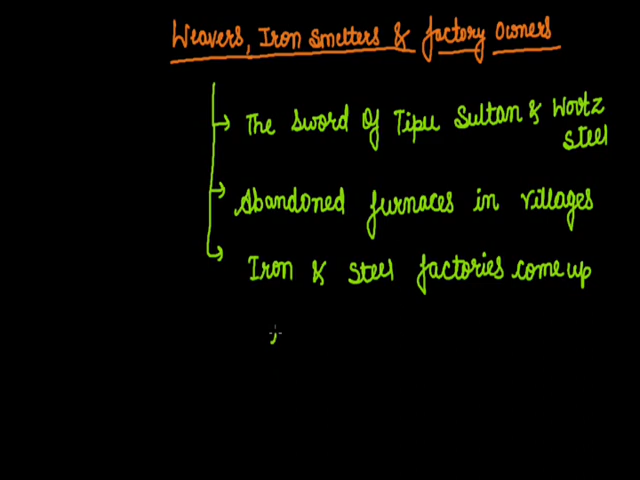 Weavers, Iron Smelters & factory Owners
The Sword Of Tipu Sultan & Wootz
Steel
Abandoned furnaces in villages
Iron & Steel factories come up